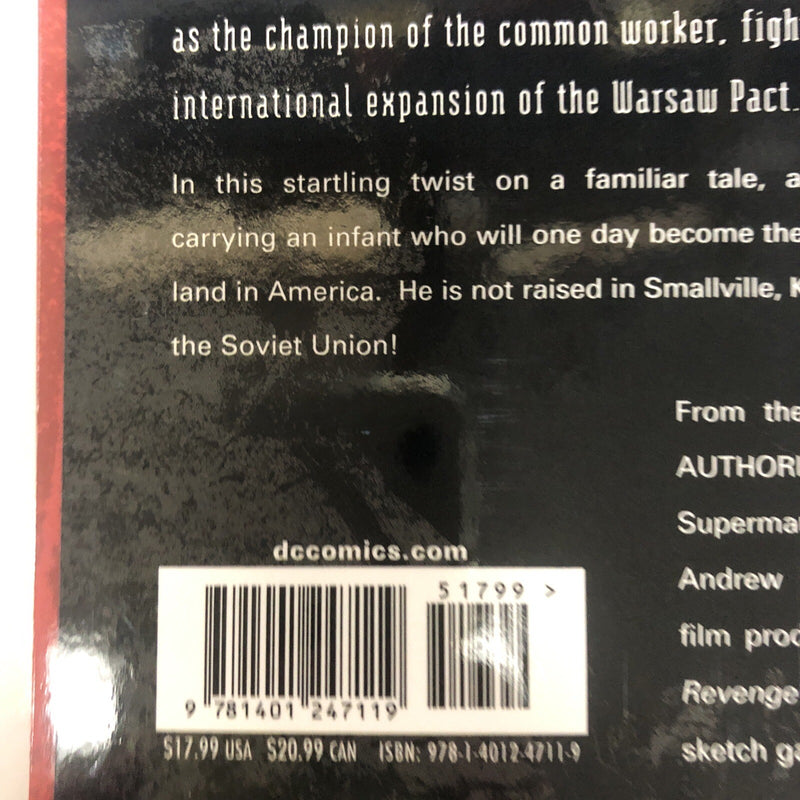 as the champion of the common worker, figh
international expansion of the Warsaw Pact.
In this startling twist on a familiar tale, a
carrying an infant who will one day become the
land in America. He is not raised in Smallville, K
the Soviet Union!
From the
AUTHORI
Superma
Andrew
film proc
Revenge
sketch ga
dccomics.com
51799 >
9 781401 247119
$17.99 USA $20.99 CAN ISBN: 978-1-4012-4711-9